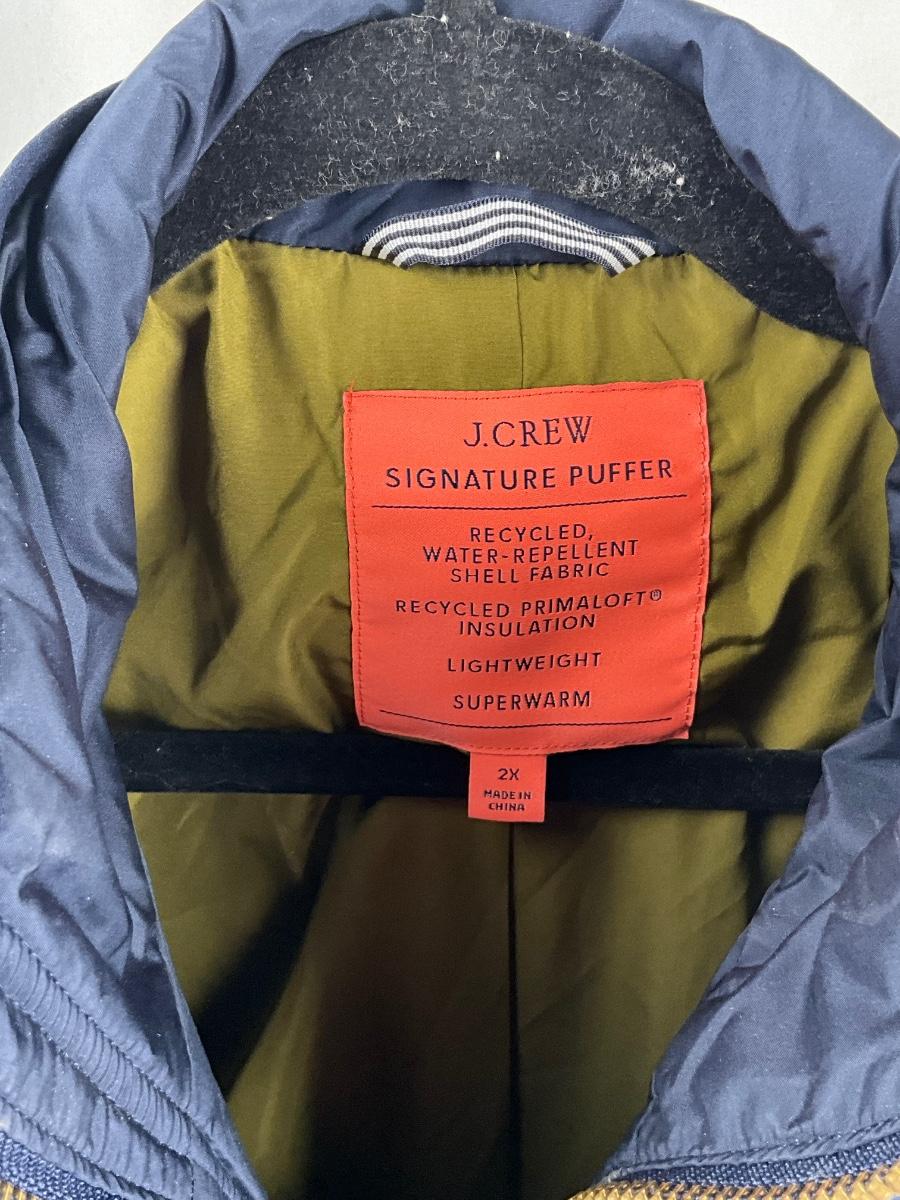 J.CREW
SIGNATURE PUFFER
RECYCLED,
WATER-REPELLENT
SHELL FABRIC
RECYCLED PRIMALOFT®
INSULATION
LIGHTWEIGHT
SUPERWARM
2X
MADE IN
CHINA